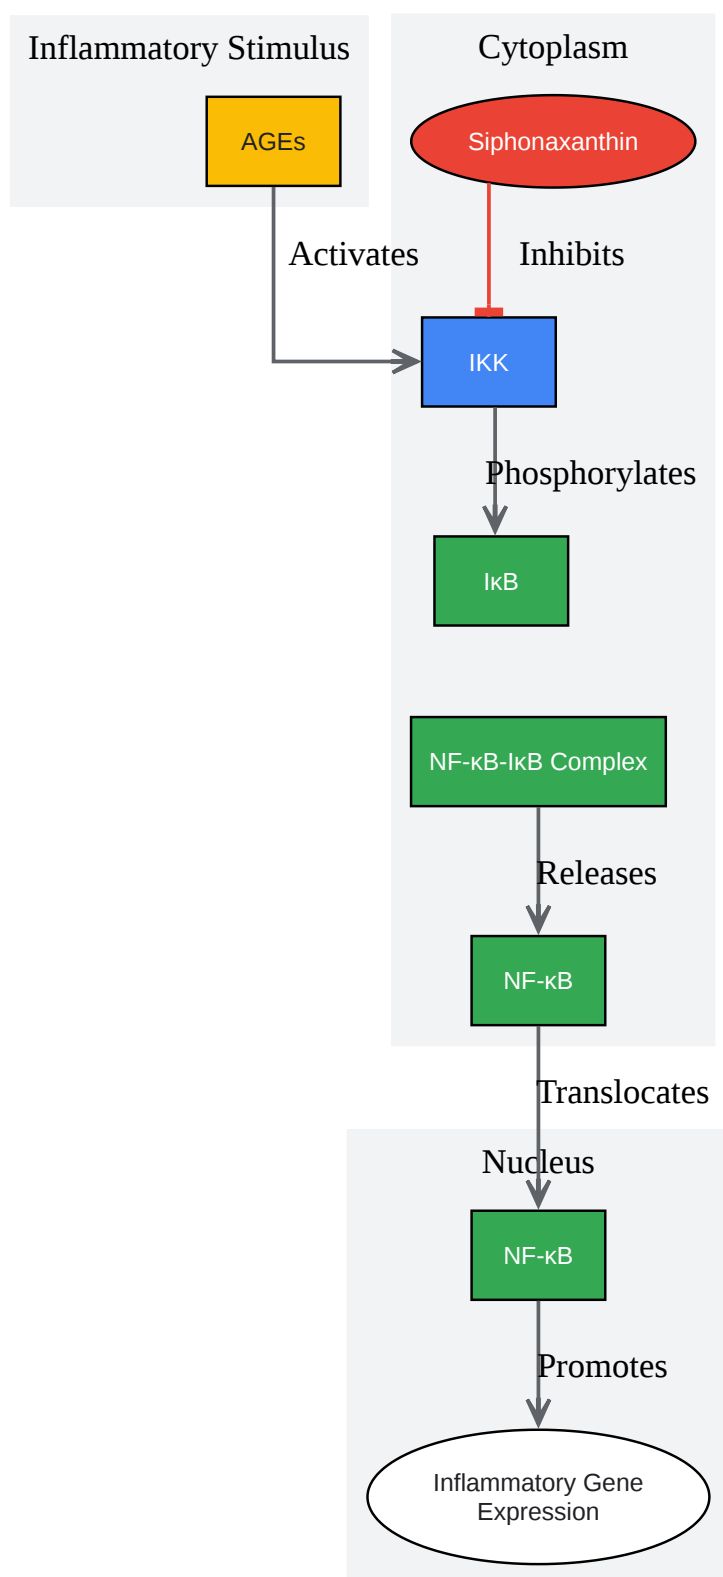 Inflammatory Stimulus
Cytoplasm
AGEs
Siphonaxanthin
Activates
Inhibits
IKK
Phosphorylates
IκB
NF-κB-IκB Complex
Releases
NF-κB
Translocates
Nucleus
NF-κB
Promotes
Inflammatory Gene
Expression